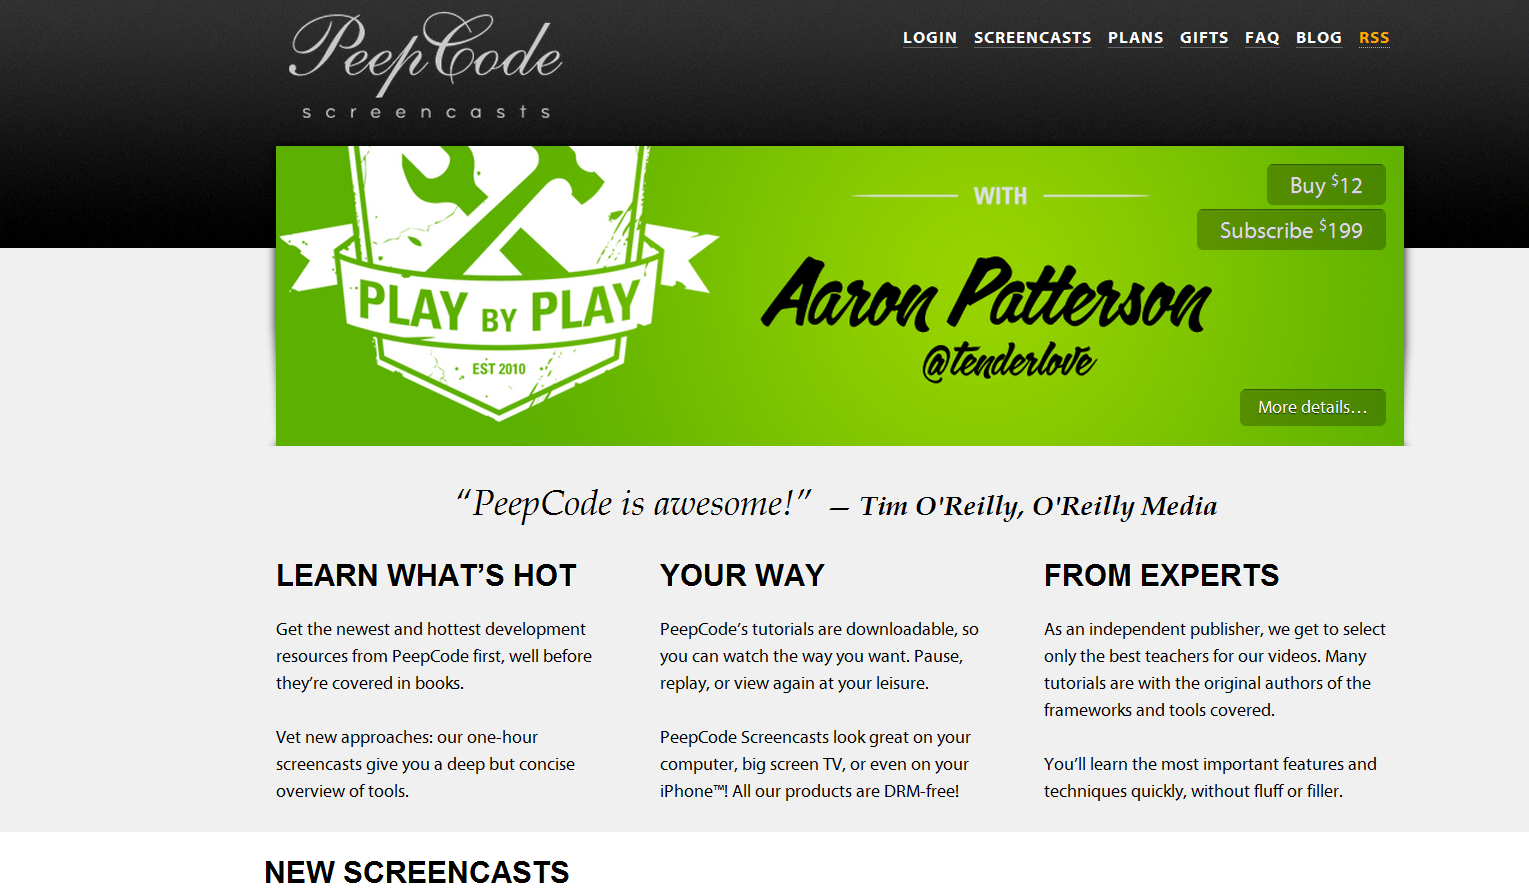 PeepCode
screencasts
LOGIN SCREENCASTS PLANS GIFTS FAQ BLOG RSS
PLAY BY PLAY
EST 2010
WITH
Aaron Patterson
@tenderlove
Buy $12
Subscribe $199
More details…
“PeepCode is awesome!” — Tim O'Reilly, O'Reilly Media
LEARN WHAT’S HOT
Get the newest and hottest development
resources from PeepCode first, well before
they’re covered in books.
Vet new approaches: our one-hour
screencasts give you a deep but concise
overview of tools.
YOUR WAY
PeepCode’s tutorials are downloadable, so
you can watch the way you want. Pause,
replay, or view again at your leisure.
PeepCode Screencasts look great on your
computer, big screen TV, or even on your
iPhone™! All our products are DRM-free!
FROM EXPERTS
As an independent publisher, we get to select
only the best teachers for our videos. Many
tutorials are with the original authors of the
frameworks and tools covered.
You’ll learn the most important features and
techniques quickly, without fluff or filler.
NEW SCREENCASTS